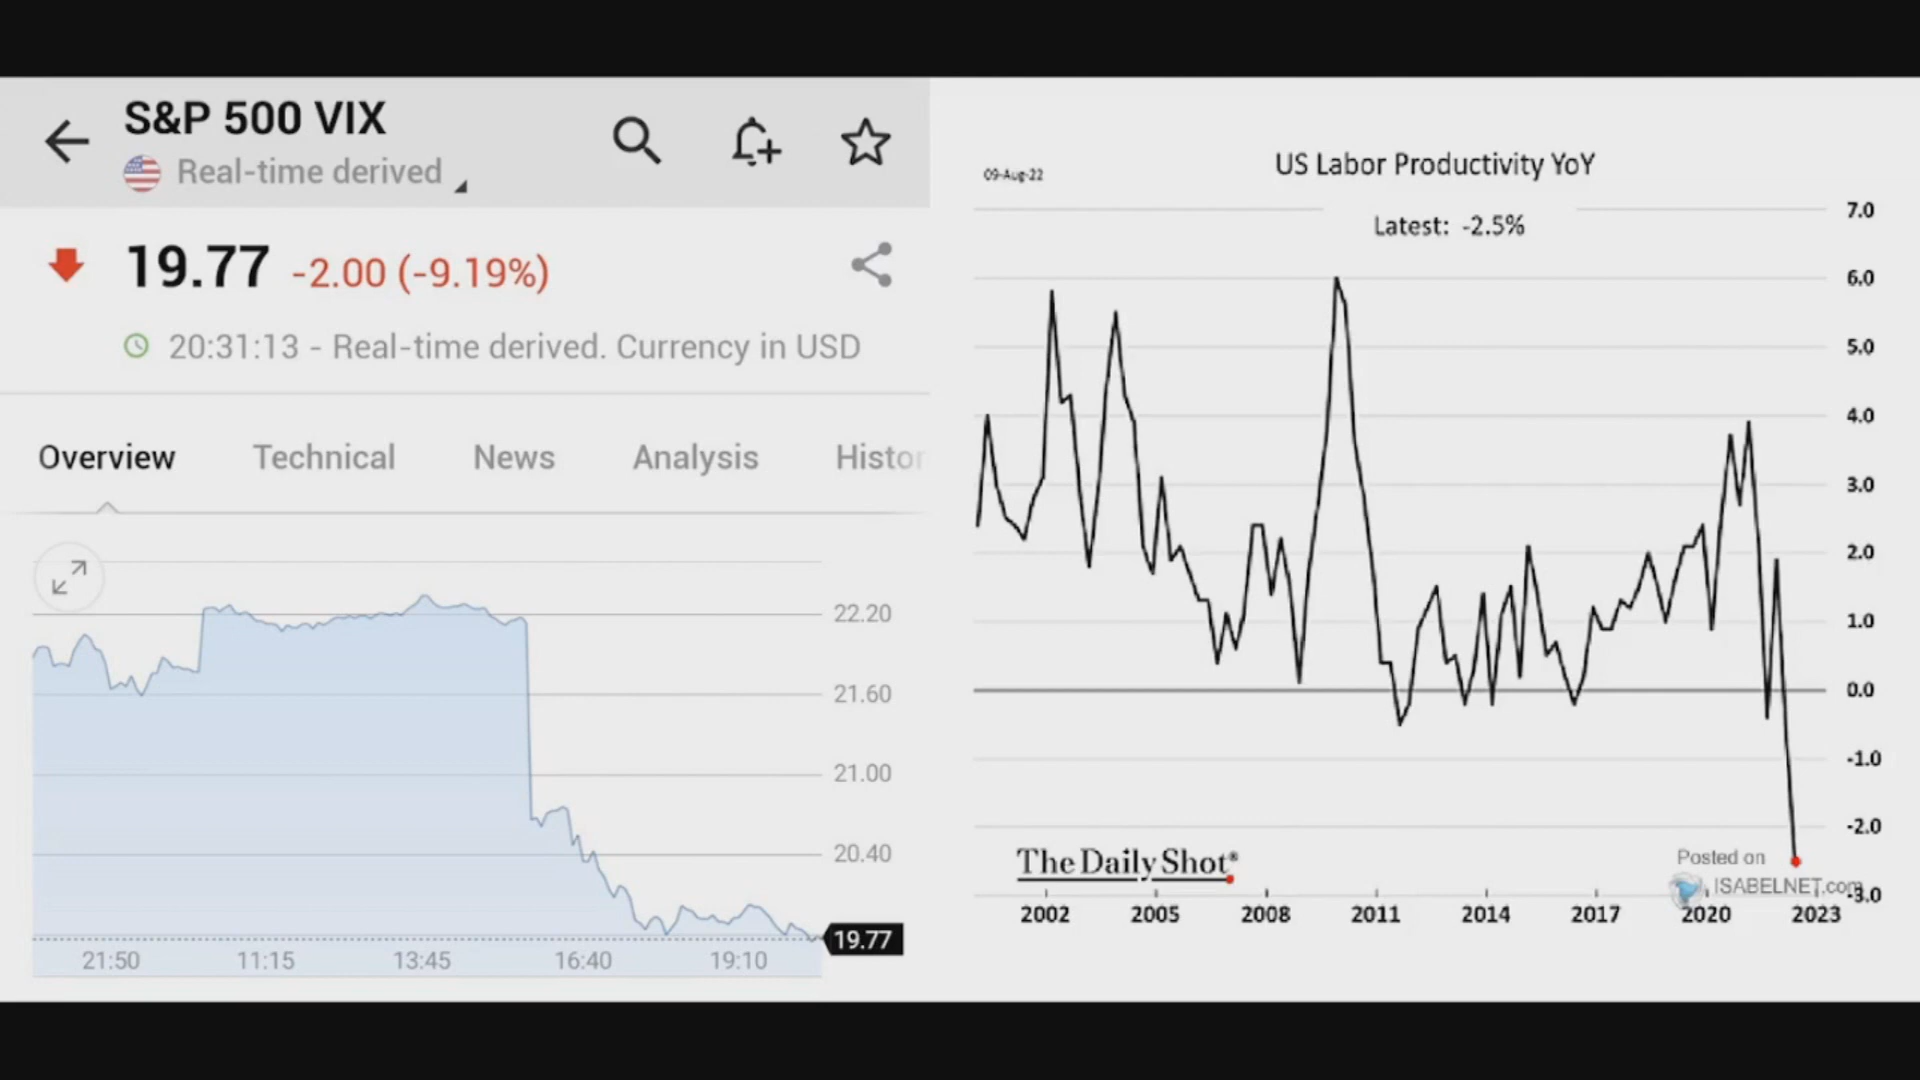 S&P 500 VIX
Real-time derived
19.77 -2.00 (-9.19%)
20:31:13 - Real-time derived. Currency in USD
Overview Technical News Analysis Histor
22.20
21.60
21.00
20.40
19.77
21:50 11:15 13:45 16:40 19:10
09-Aug-22
US Labor Productivity YoY
Latest: -2.5%
7.0
6.0
5.0
4.0
3.0
2.0
1.0
0.0
-1.0
-2.0
-3.0
The Daily Shot®
Posted on
ISABELNET.com
2002 2005 2008 2011 2014 2017 2020 2023